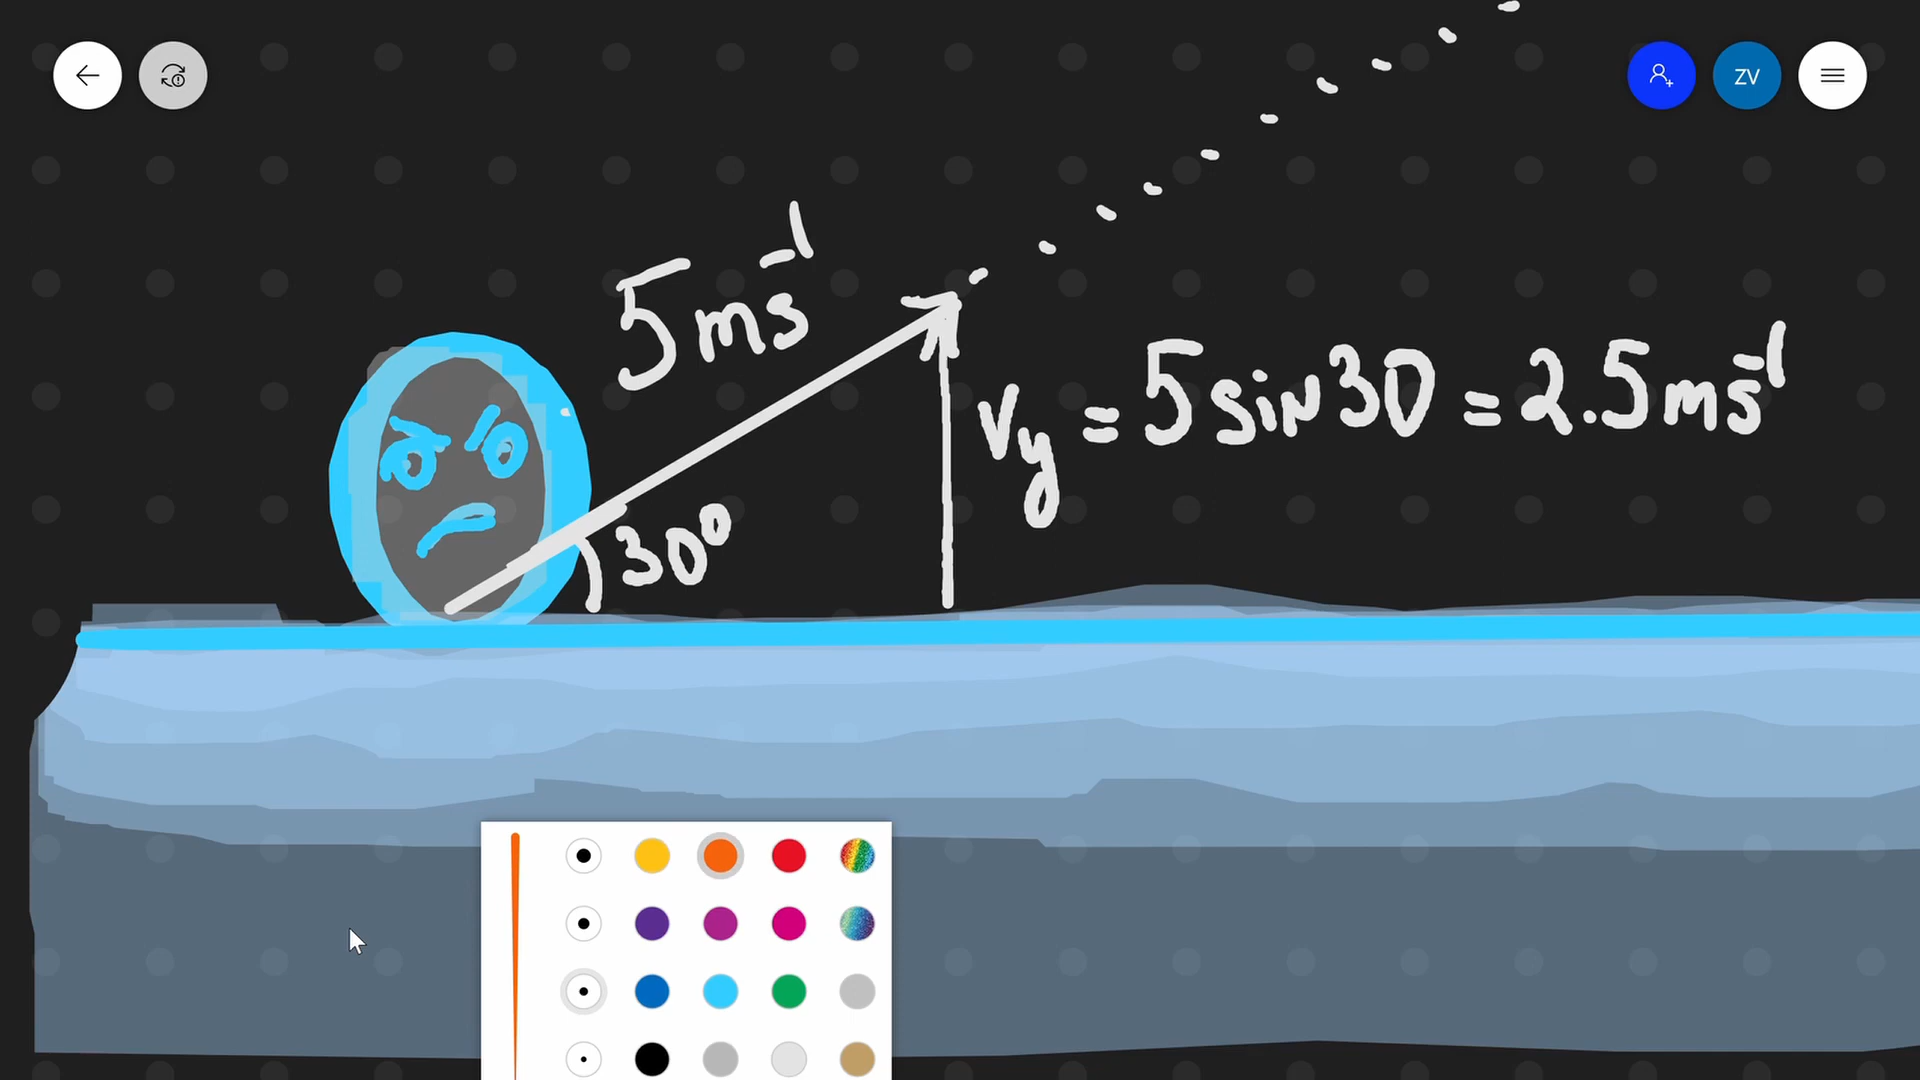 ZV
5ms⁻¹
Vy = 5sin30 = 2.5ms⁻¹
30°